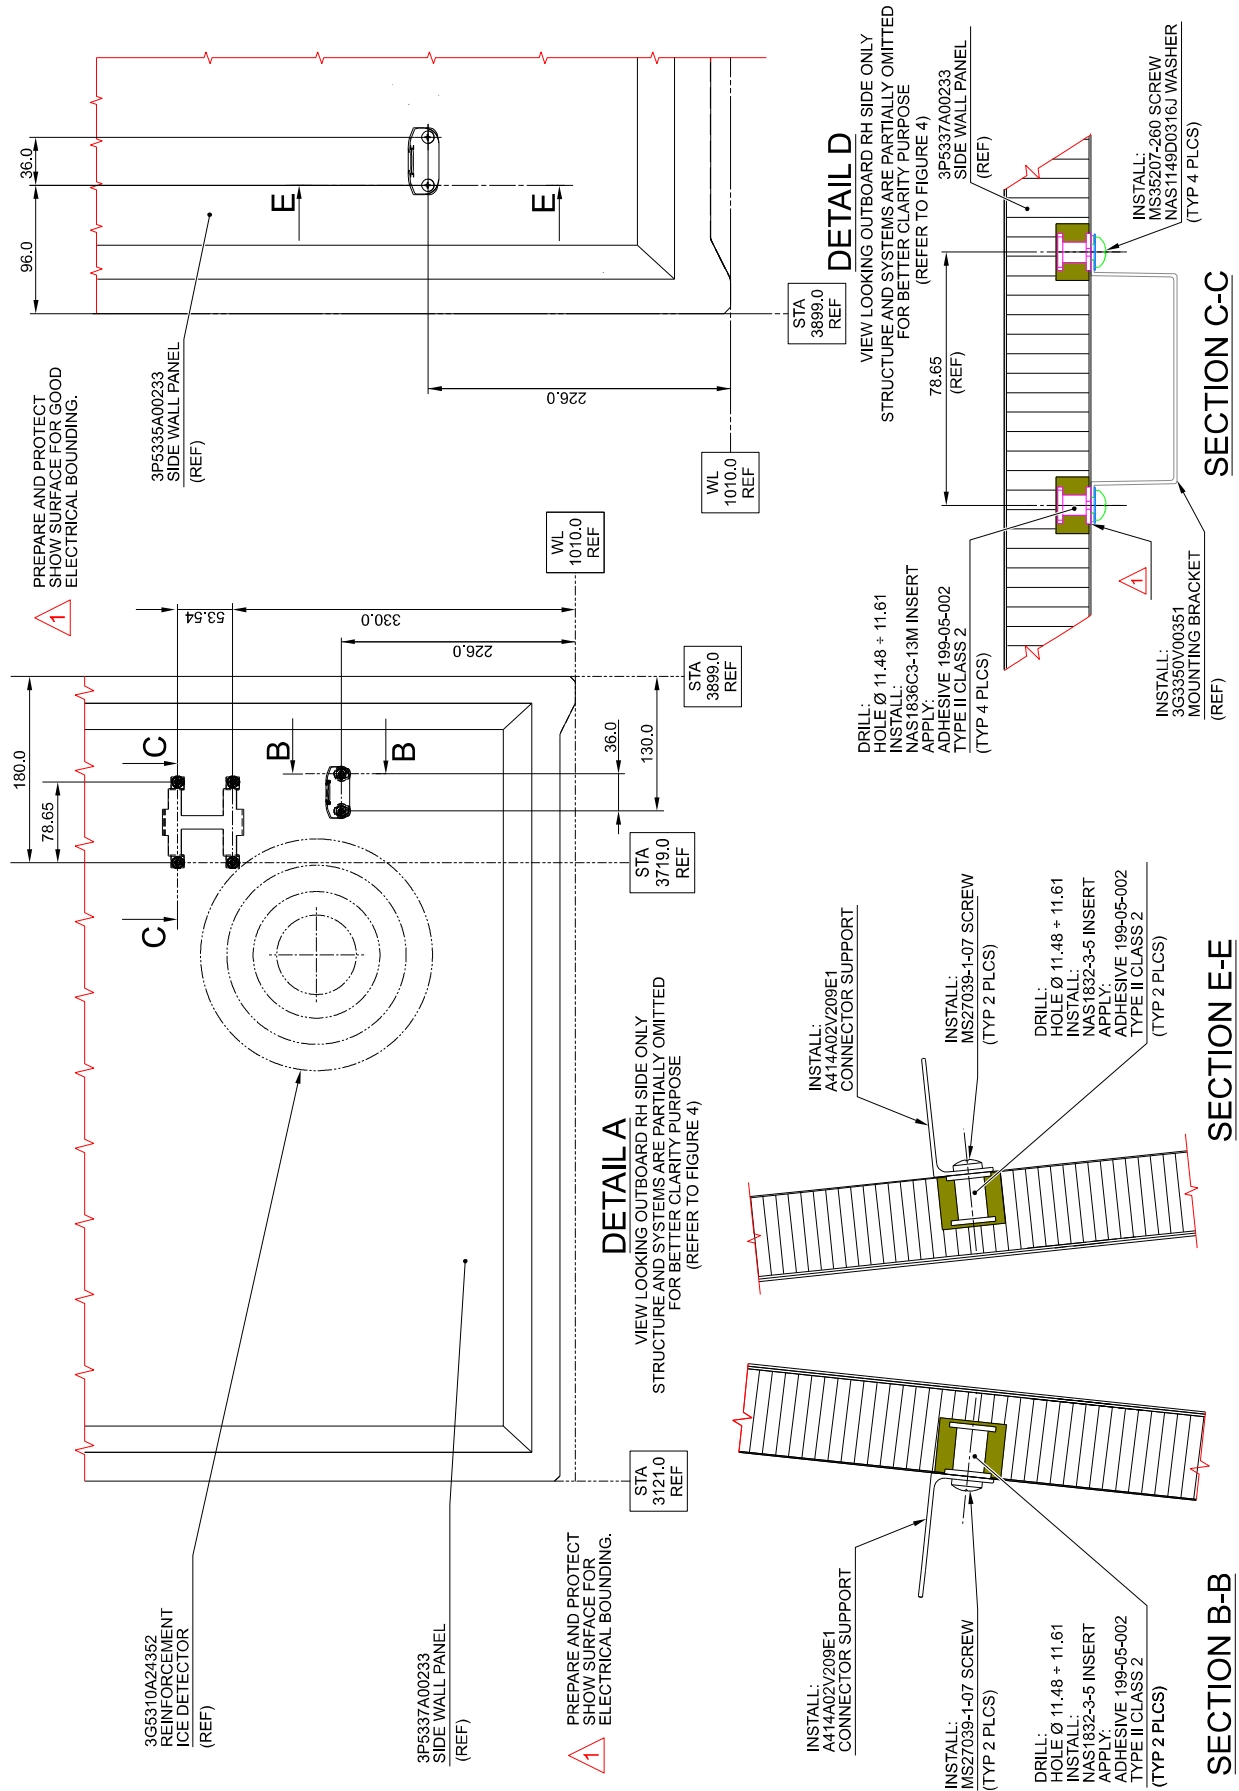 3G5310A24352
REINFORCEMENT
ICE DETECTOR
(REF)
3P5337A00233
SIDE WALL PANEL
(REF)
1
PREPARE AND PROTECT
SHOW SURFACE FOR
ELECTRICAL BOUNDING.
STA
3121.0
REF
180.0
78.65
C
C
B
B
53.54
330.0
226.0
36.0
130.0
STA
3719.0
REF
STA
3899.0
REF
WL
1010.0
REF
DETAIL A
VIEW LOOKING OUTBOARD RH SIDE ONLY
STRUCTURE AND SYSTEMS ARE PARTIALLY OMITTED
FOR BETTER CLARITY PURPOSE
(REFER TO FIGURE 4)
1
PREPARE AND PROTECT
SHOW SURFACE FOR GOOD
ELECTRICAL BOUNDING.
3P5335A00233
SIDE WALL PANEL
(REF)
96.0
36.0
E
E
226.0
WL
1010.0
REF
STA
3899.0
REF
DETAIL D
VIEW LOOKING OUTBOARD RH SIDE ONLY
STRUCTURE AND SYSTEMS ARE PARTIALLY OMITTED
FOR BETTER CLARITY PURPOSE
(REFER TO FIGURE 4)
INSTALL:
A414A02V209E1
CONNECTOR SUPPORT
INSTALL:
MS27039-1-07 SCREW
(TYP 2 PLCS)
DRILL:
HOLE Ø 11.48 ÷ 11.61
INSTALL:
NAS1832-3-5 INSERT
APPLY:
ADHESIVE 199-05-002
TYPE II CLASS 2
(TYP 2 PLCS)
SECTION B-B
INSTALL:
A414A02V209E1
CONNECTOR SUPPORT
INSTALL:
MS27039-1-07 SCREW
(TYP 2 PLCS)
DRILL:
HOLE Ø 11.48 ÷ 11.61
INSTALL:
NAS1832-3-5 INSERT
APPLY:
ADHESIVE 199-05-002
TYPE II CLASS 2
(TYP 2 PLCS)
SECTION E-E
DRILL:
HOLE Ø 11.48 ÷ 11.61
INSTALL:
NAS1836C3-13M INSERT
APPLY:
ADHESIVE 199-05-002
TYPE II CLASS 2
(TYP 4 PLCS)
78.65
(REF)
3P5337A00233
SIDE WALL PANEL
(REF)
1
INSTALL:
3G3350V00351
MOUNTING BRACKET
(REF)
INSTALL:
MS35207-260 SCREW
NAS1149D0316J WASHER
(TYP 4 PLCS)
SECTION C-C